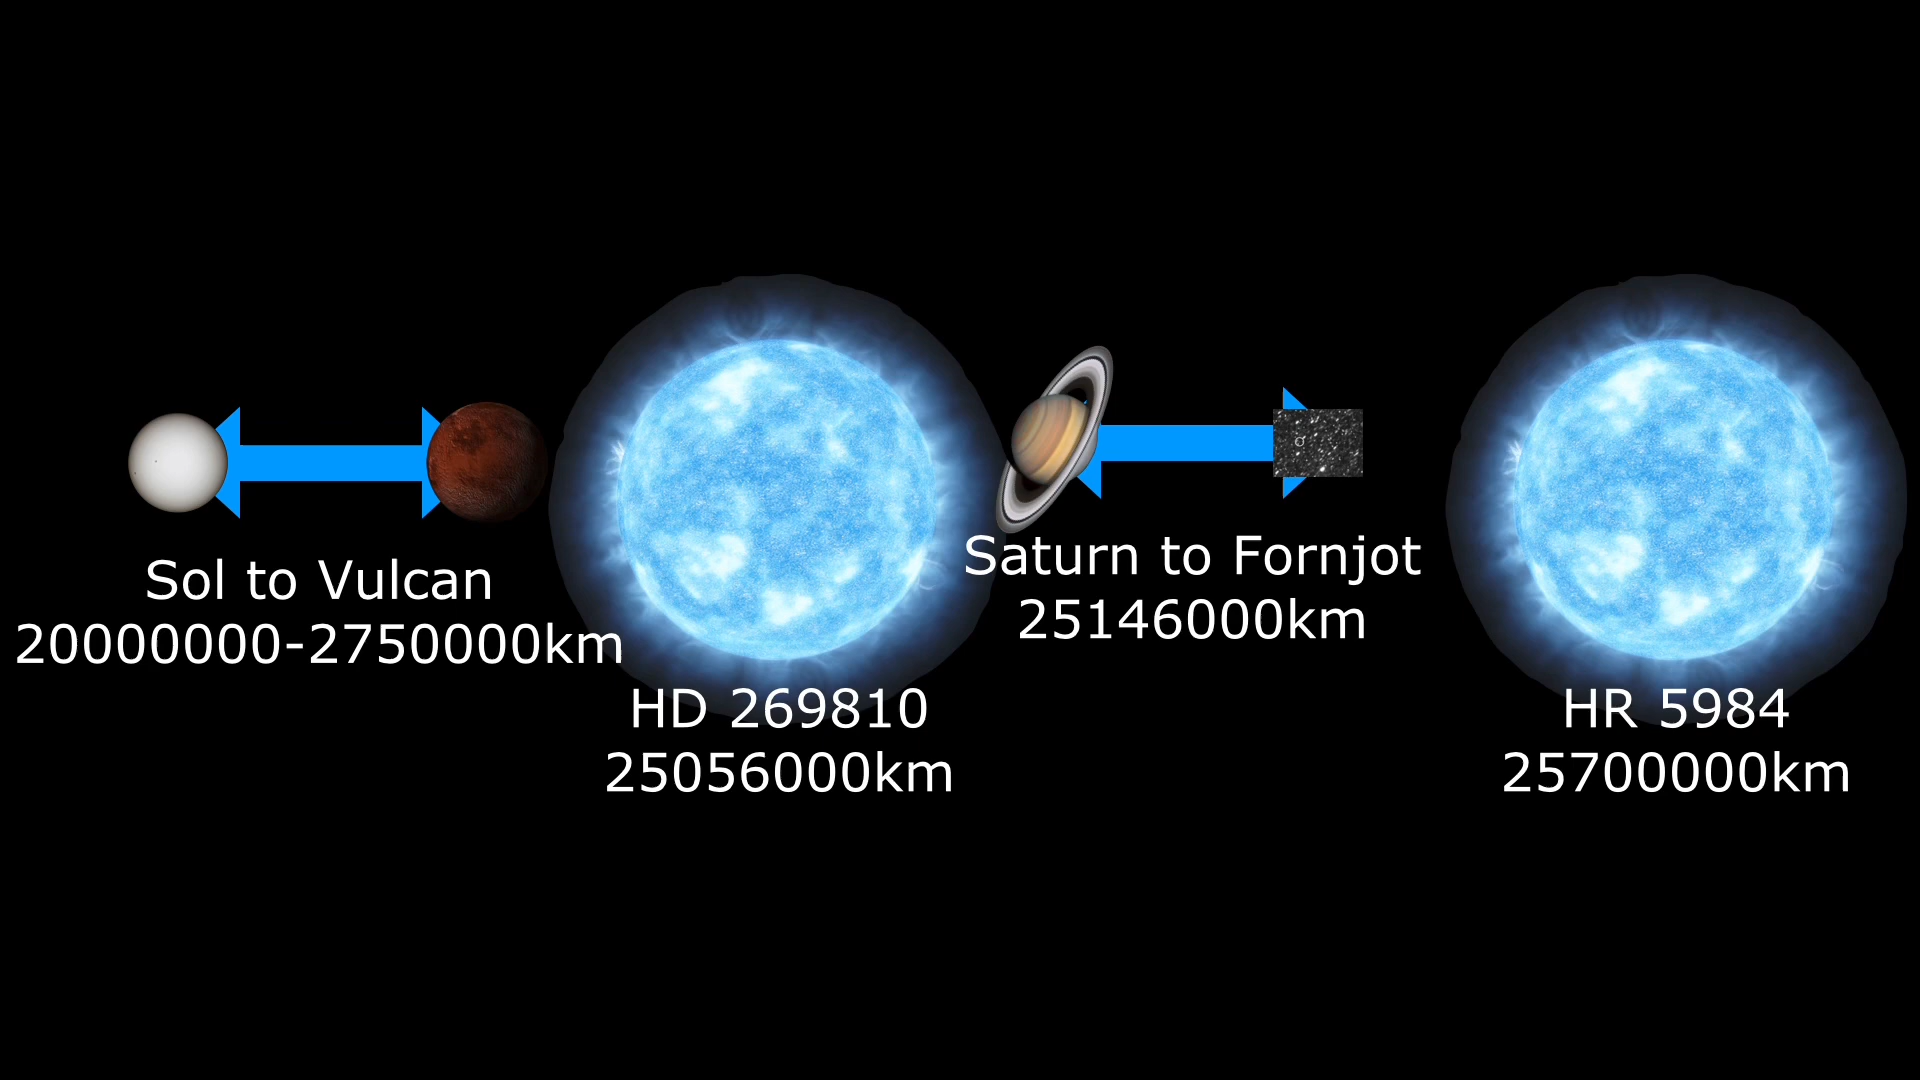 Sol to Vulcan
20000000-2750000km
HD 269810
25056000km
Saturn to Fornjot
25146000km
HR 5984
25700000km